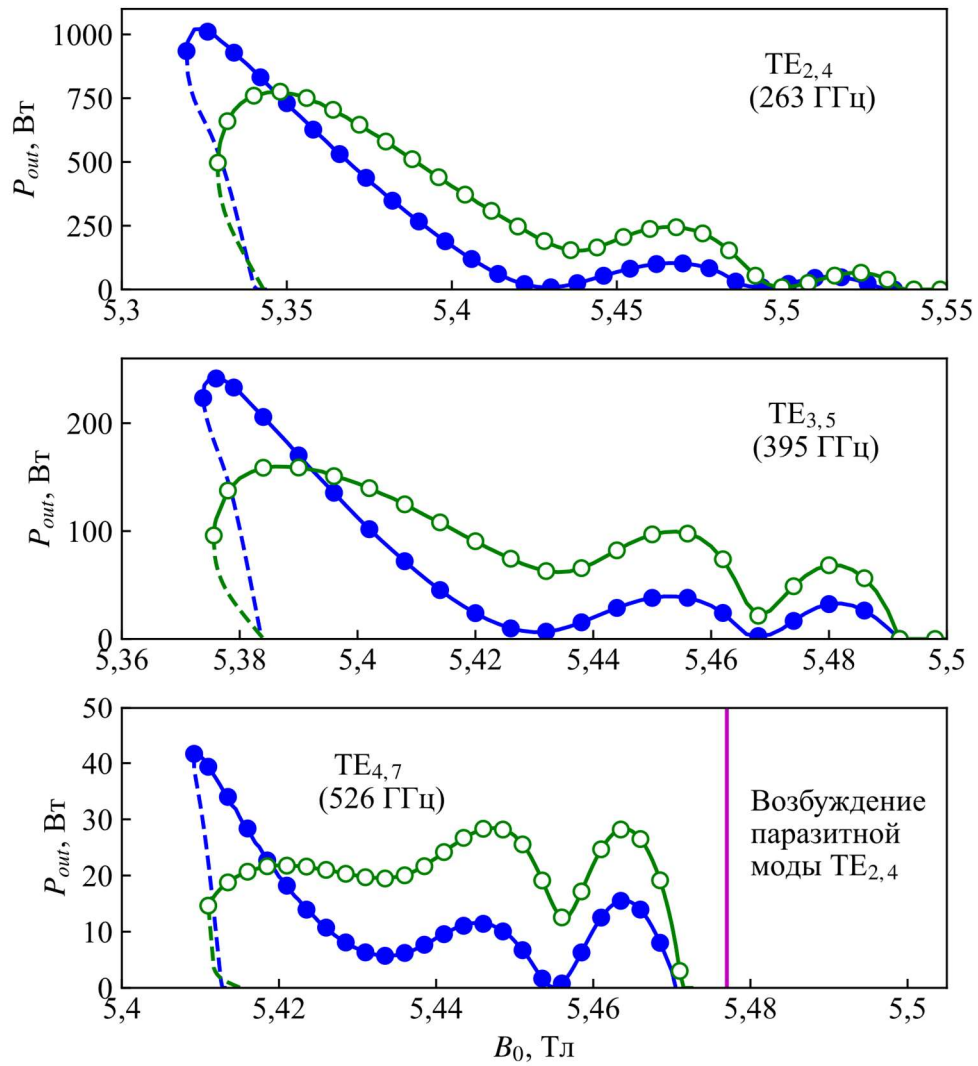 1000
750
500
250
0
P_out, Вт
TE2,4
(263 ГГц)
5,3
5,35
5,4
5,45
5,5
5,55
200
100
0
P_out, Вт
TE3,5
(395 ГГц)
5,36
5,38
5,4
5,42
5,44
5,46
5,48
5,5
50
40
30
20
10
0
P_out, Вт
TE4,7
(526 ГГц)
Возбуждение
паразитной
моды TE2,4
5,4
5,42
5,44
5,46
5,48
5,5
B0, Тл